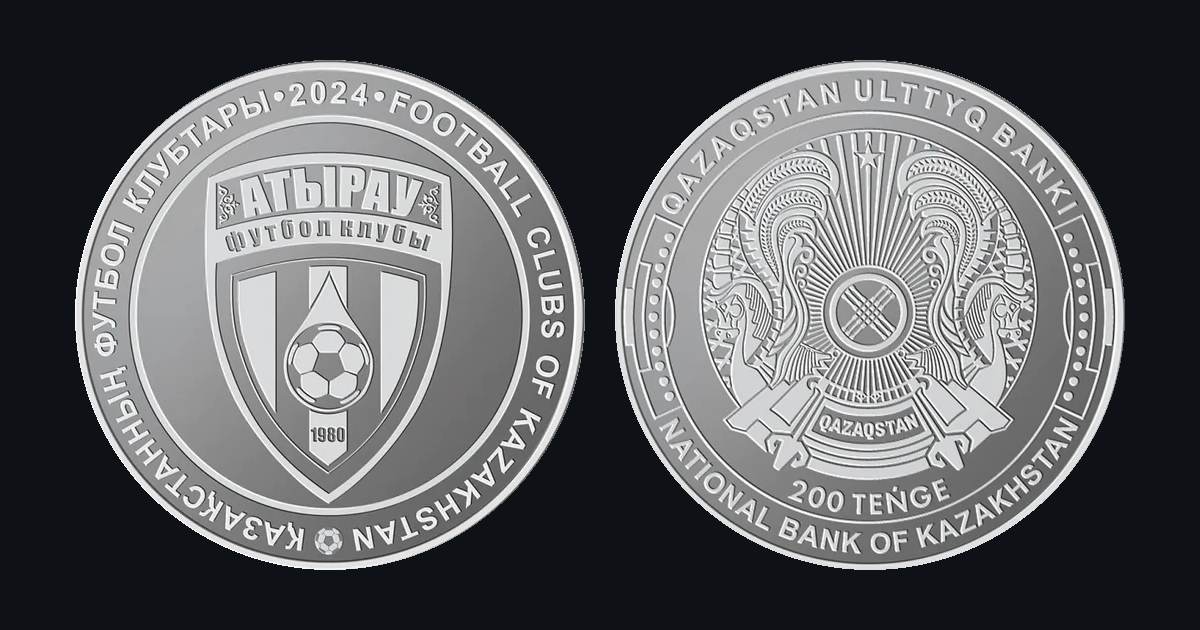 ҚАЗАҚСТАННЫҢ ФУТБОЛ КЛУБТАРЫ • 2024 • FOOTBALL CLUBS OF KAZAKHSTAN
АТЫРАУ
футбол клубы
1980
QAZAQSTAN ULTTYQ BANKI
QAZAQSTAN
200 TEŃGE
NATIONAL BANK OF KAZAKHSTAN